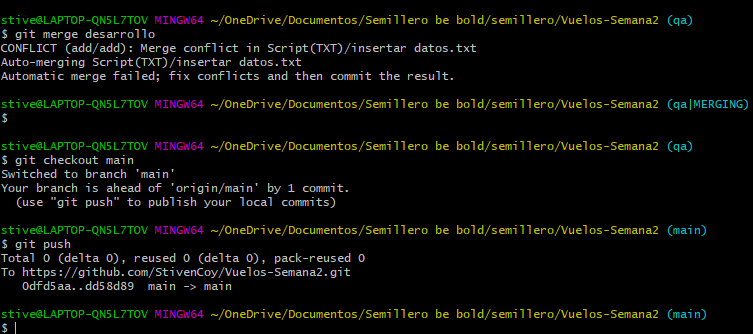 stive@LAPTOP-QN5L7TOV MINGW64 ~/OneDrive/Documentos/Semillero be bold/semillero/Vuelos-Semana2 (qa)
$ git merge desarrollo
CONFLICT (add/add): Merge conflict in Script(TXT)/insertar datos.txt
Auto-merging Script(TXT)/insertar datos.txt
Automatic merge failed; fix conflicts and then commit the result.
stive@LAPTOP-QN5L7TOV MINGW64 ~/OneDrive/Documentos/Semillero be bold/semillero/Vuelos-Semana2 (qa|MERGING)
$
stive@LAPTOP-QN5L7TOV MINGW64 ~/OneDrive/Documentos/Semillero be bold/semillero/Vuelos-Semana2 (qa)
$ git checkout main
Switched to branch 'main'
Your branch is ahead of 'origin/main' by 1 commit.
  (use "git push" to publish your local commits)
stive@LAPTOP-QN5L7TOV MINGW64 ~/OneDrive/Documentos/Semillero be bold/semillero/Vuelos-Semana2 (main)
$ git push
Total 0 (delta 0), reused 0 (delta 0), pack-reused 0
To https://github.com/StivenCoy/Vuelos-Semana2.git
   0dfd5aa..dd58d89  main -> main
stive@LAPTOP-QN5L7TOV MINGW64 ~/OneDrive/Documentos/Semillero be bold/semillero/Vuelos-Semana2 (main)
$